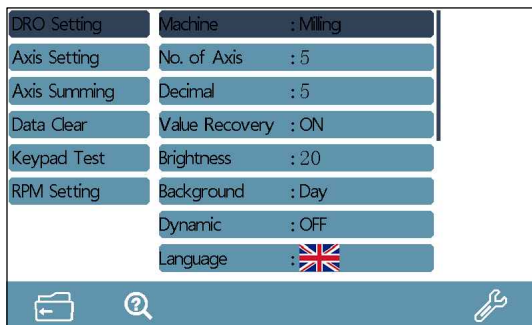 DRO Setting
Axis Setting
Axis Summing
Data Clear
Keypad Test
RPM Setting
Machine : Milling
No. of Axis : 5
Decimal : 5
Value Recovery : ON
Brightness : 20
Background : Day
Dynamic : OFF
Language :